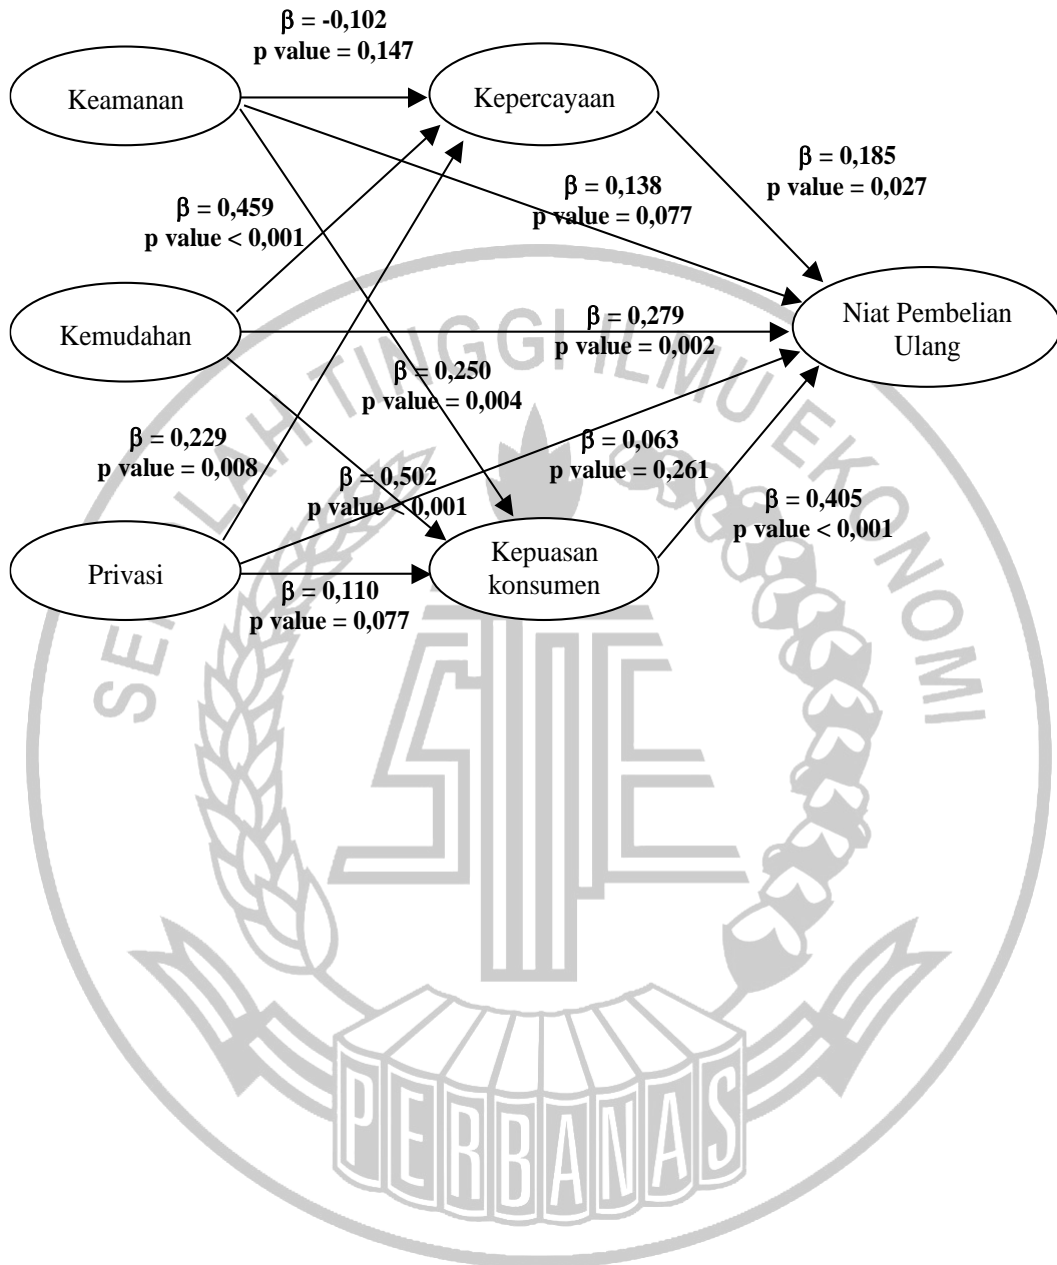 β = -0,102
p value = 0,147
Keamanan
Kepercayaan
β = 0,185
p value = 0,027
β = 0,138
p value = 0,077
β = 0,459
p value < 0,001
Kemudahan
β = 0,279
p value = 0,002
Niat Pembelian
Ulang
β = 0,250
p value = 0,004
β = 0,229
p value = 0,008
β = 0,063
p value = 0,261
β = 0,502
p value < 0,001
β = 0,405
p value < 0,001
Privasi
Kepuasan
konsumen
β = 0,110
p value = 0,077
SEKOLAH TINGGI ILMU EKONOMI
PERBANAS